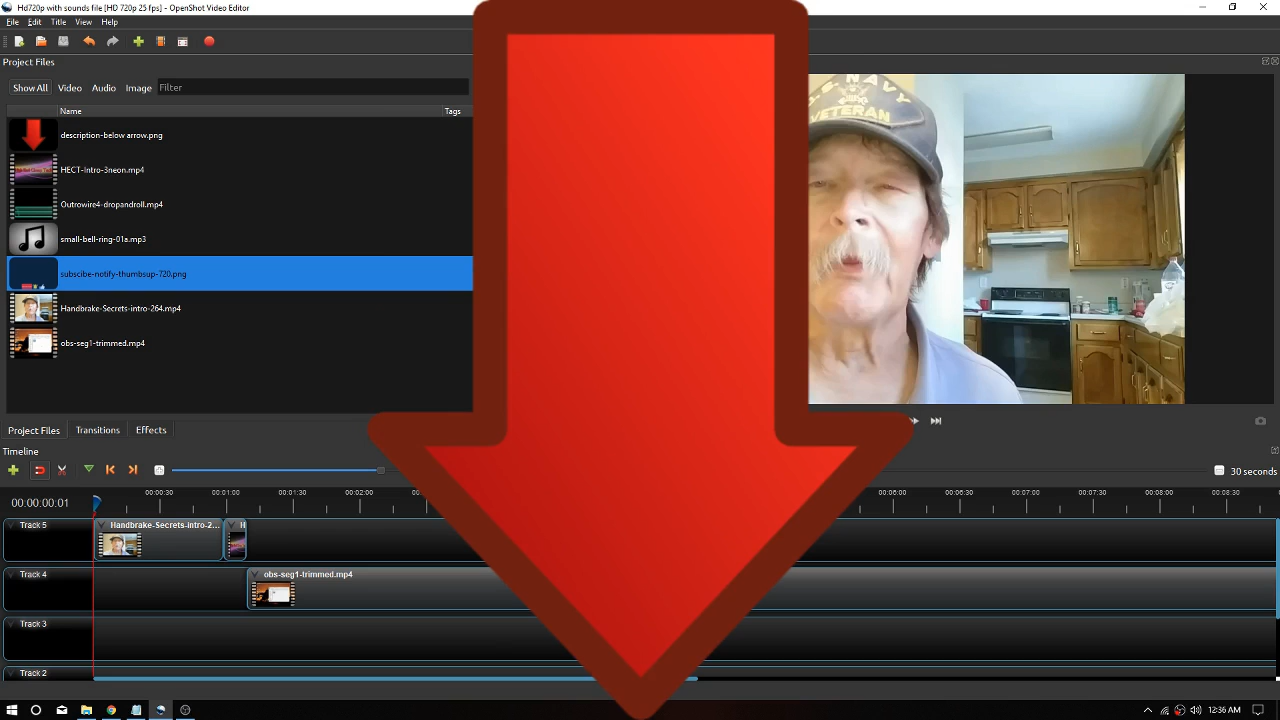 Hd720p with sounds file [HD 720p 25 fps] - OpenShot Video Editor
File Edit Title View Help
Project Files
Show All Video Audio Image Filter
Name Tags
description-below arrow.png
HECT-Intro-3neon.mp4
Outrowire4-dropandroll.mp4
small-bell-ring-01a.mp3
subscibe-notify-thumbsup-720.png
Handbrake-Secrets-intro-264.mp4
obs-seg1-trimmed.mp4
U.S. NAVY
VETERAN
Project Files Transitions Effects
Timeline
30 seconds
00:00:00:01
00:00:30 00:01:00 00:01:30 00:02:00 00:06:00 00:06:30 00:07:00 00:07:30 00:08:00 00:08:30
Track 5 Handbrake-Secrets-intro-2... H
Track 4 obs-seg1-trimmed.mp4
Track 3
Track 2
12:36 AM